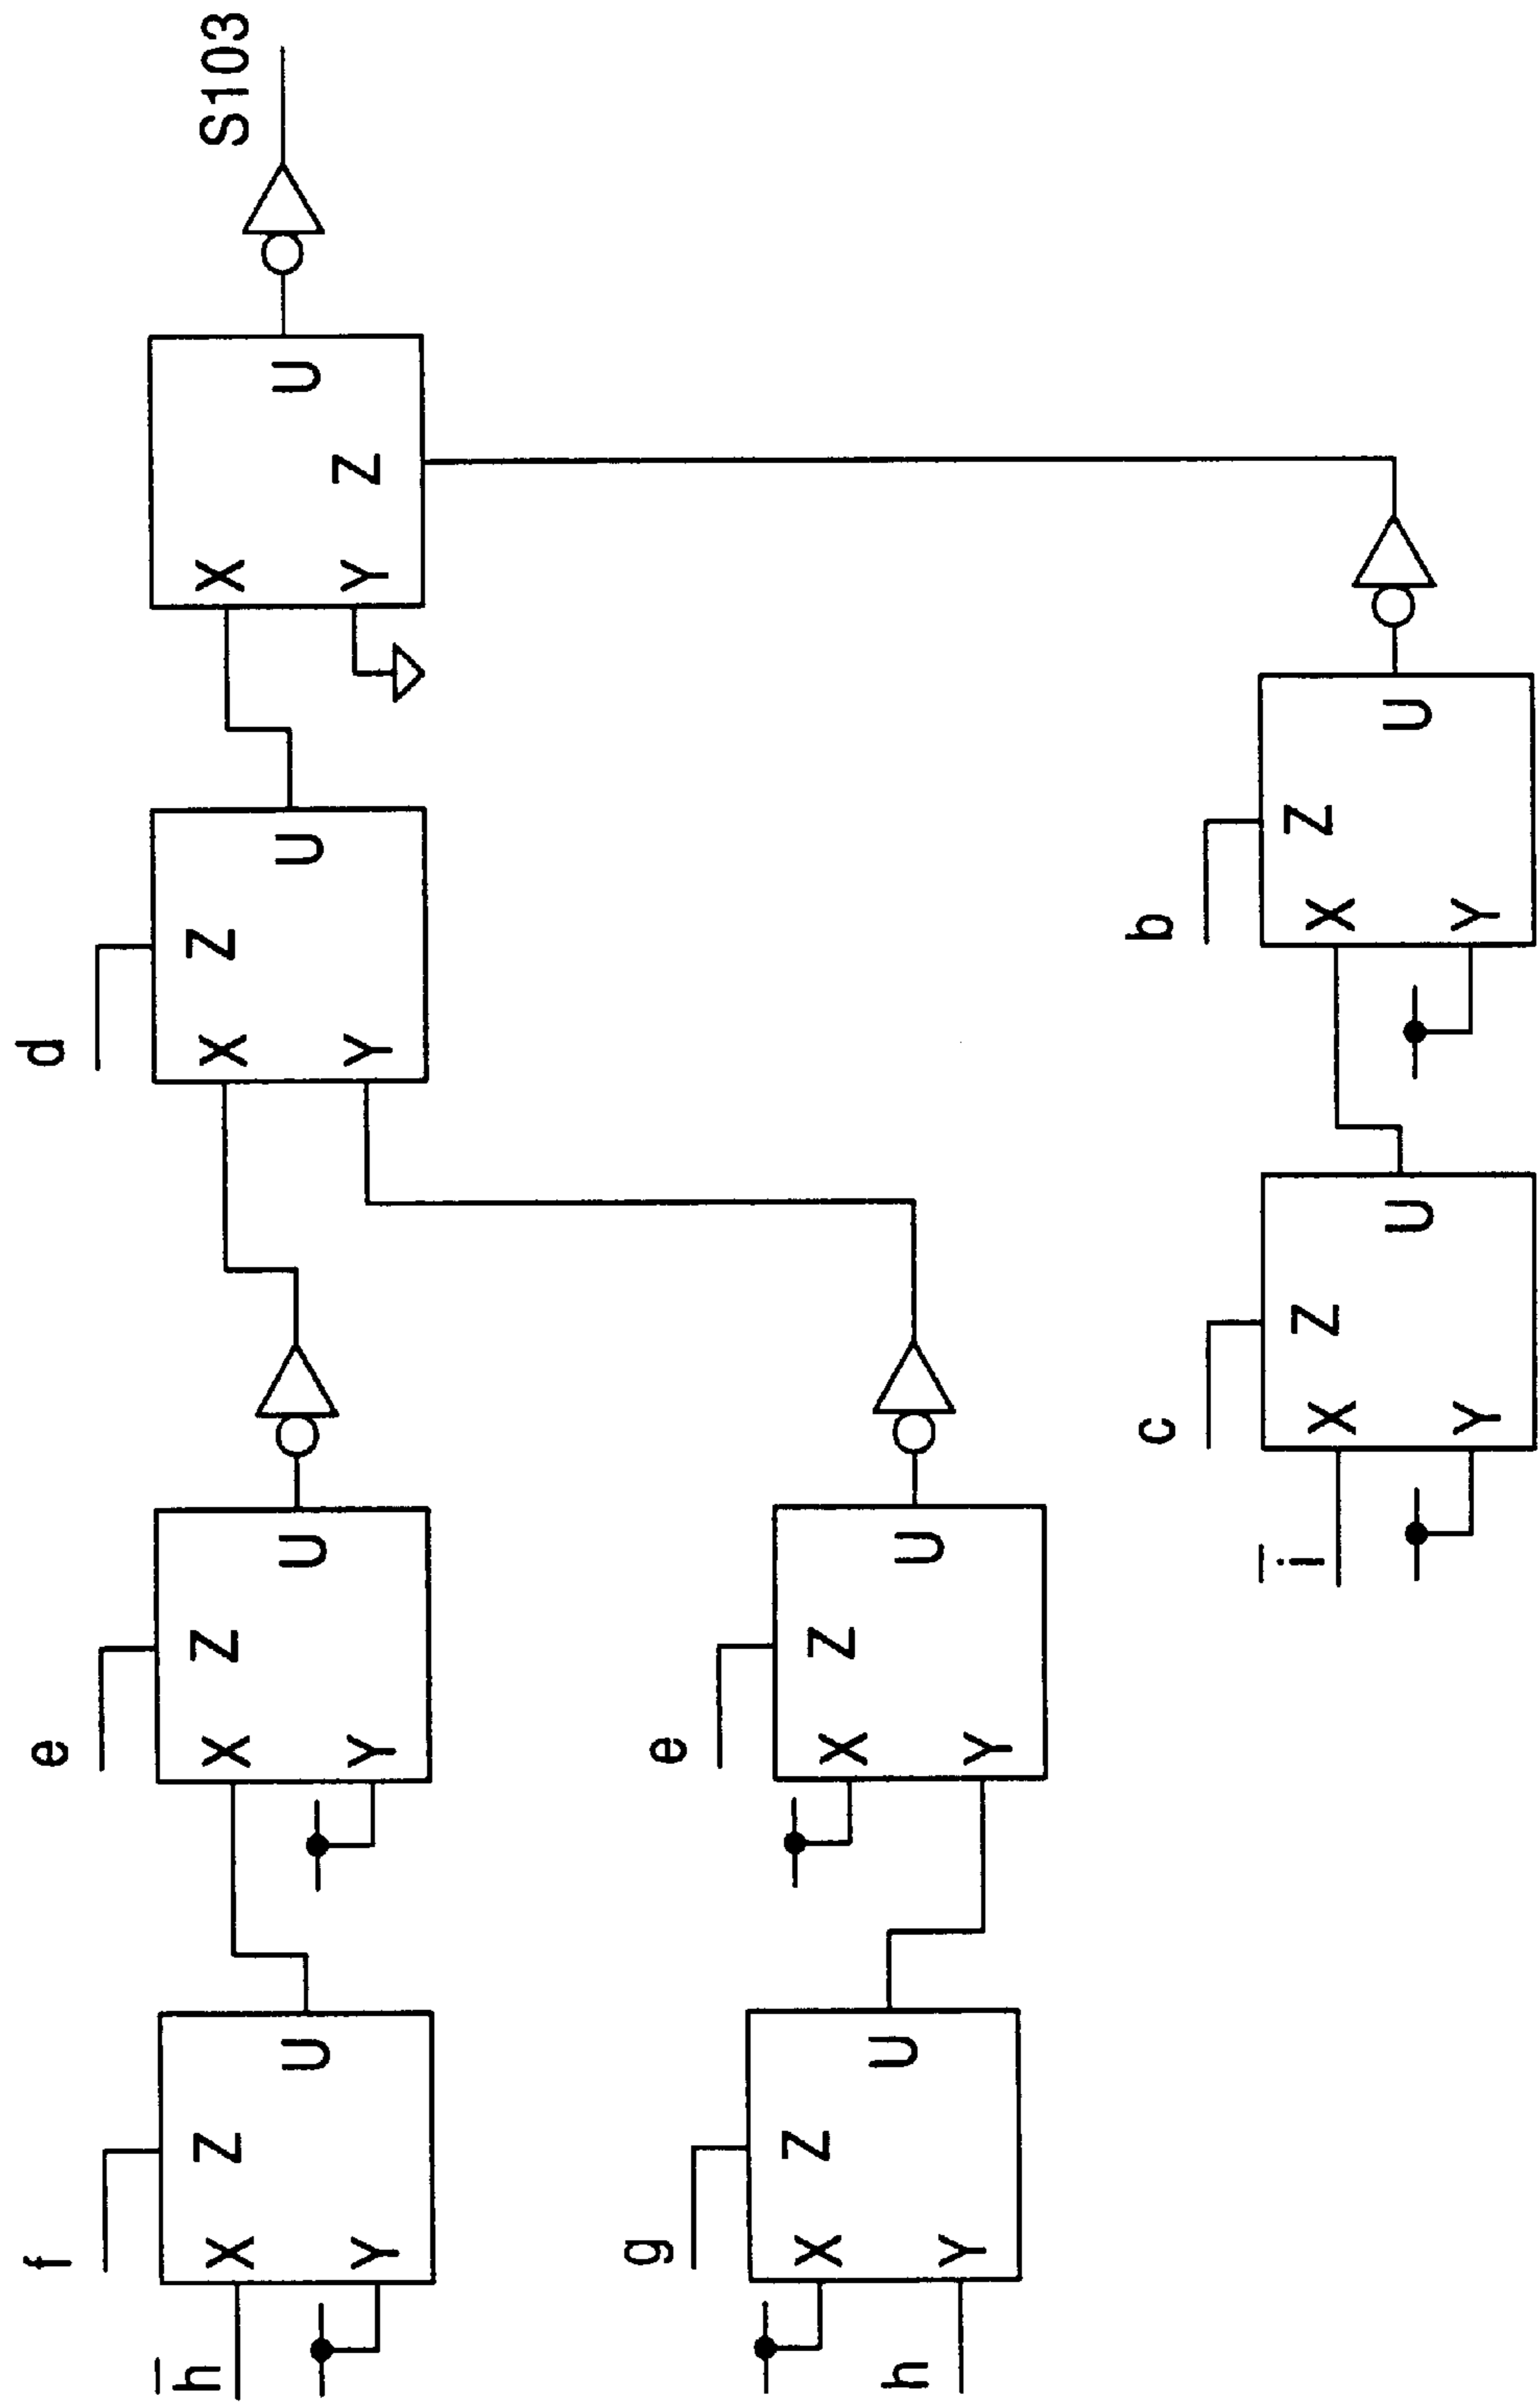 f e d
h̅ X Z X Z X Z X S103
U U U U
Y Y Y Y Z
g e
X Z X Z
h U U
Y Y
c b
i̅ X Z X Z
U U
Y Y